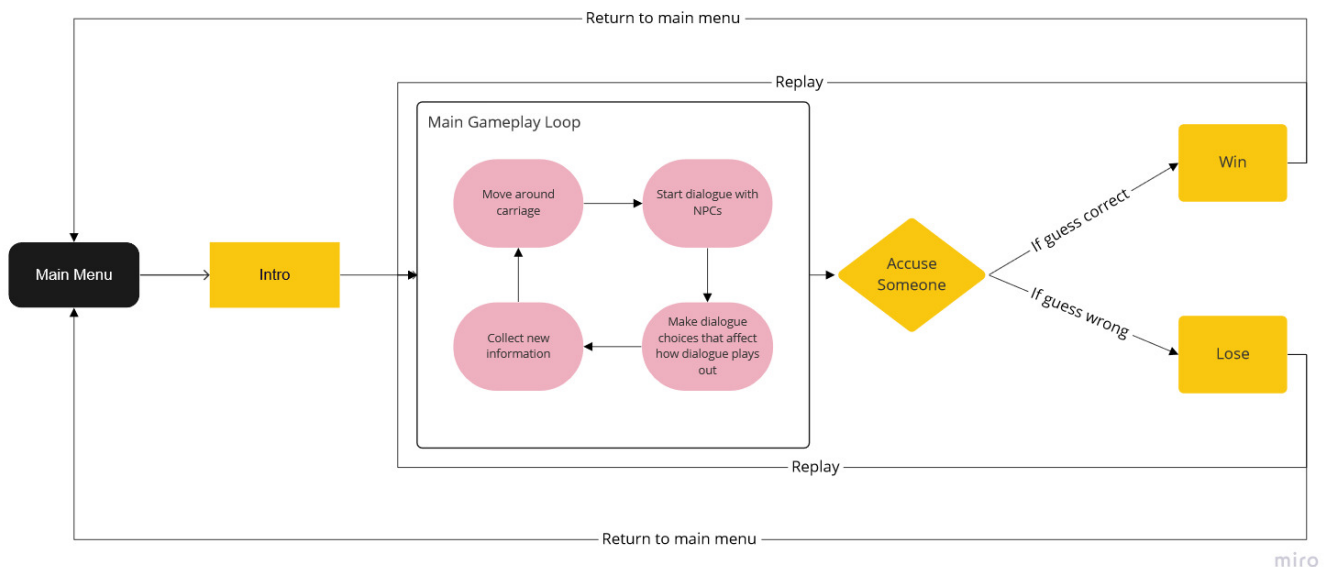 Return to main menu
Replay
Main Gameplay Loop
Move around
carriage
Start dialogue with
NPCs
Win
If guess correct
Main Menu
Intro
Accuse
Someone
If guess wrong
Collect new
information
Make dialogue
choices that affect
how dialogue plays
out
Lose
Replay
Return to main menu
miro